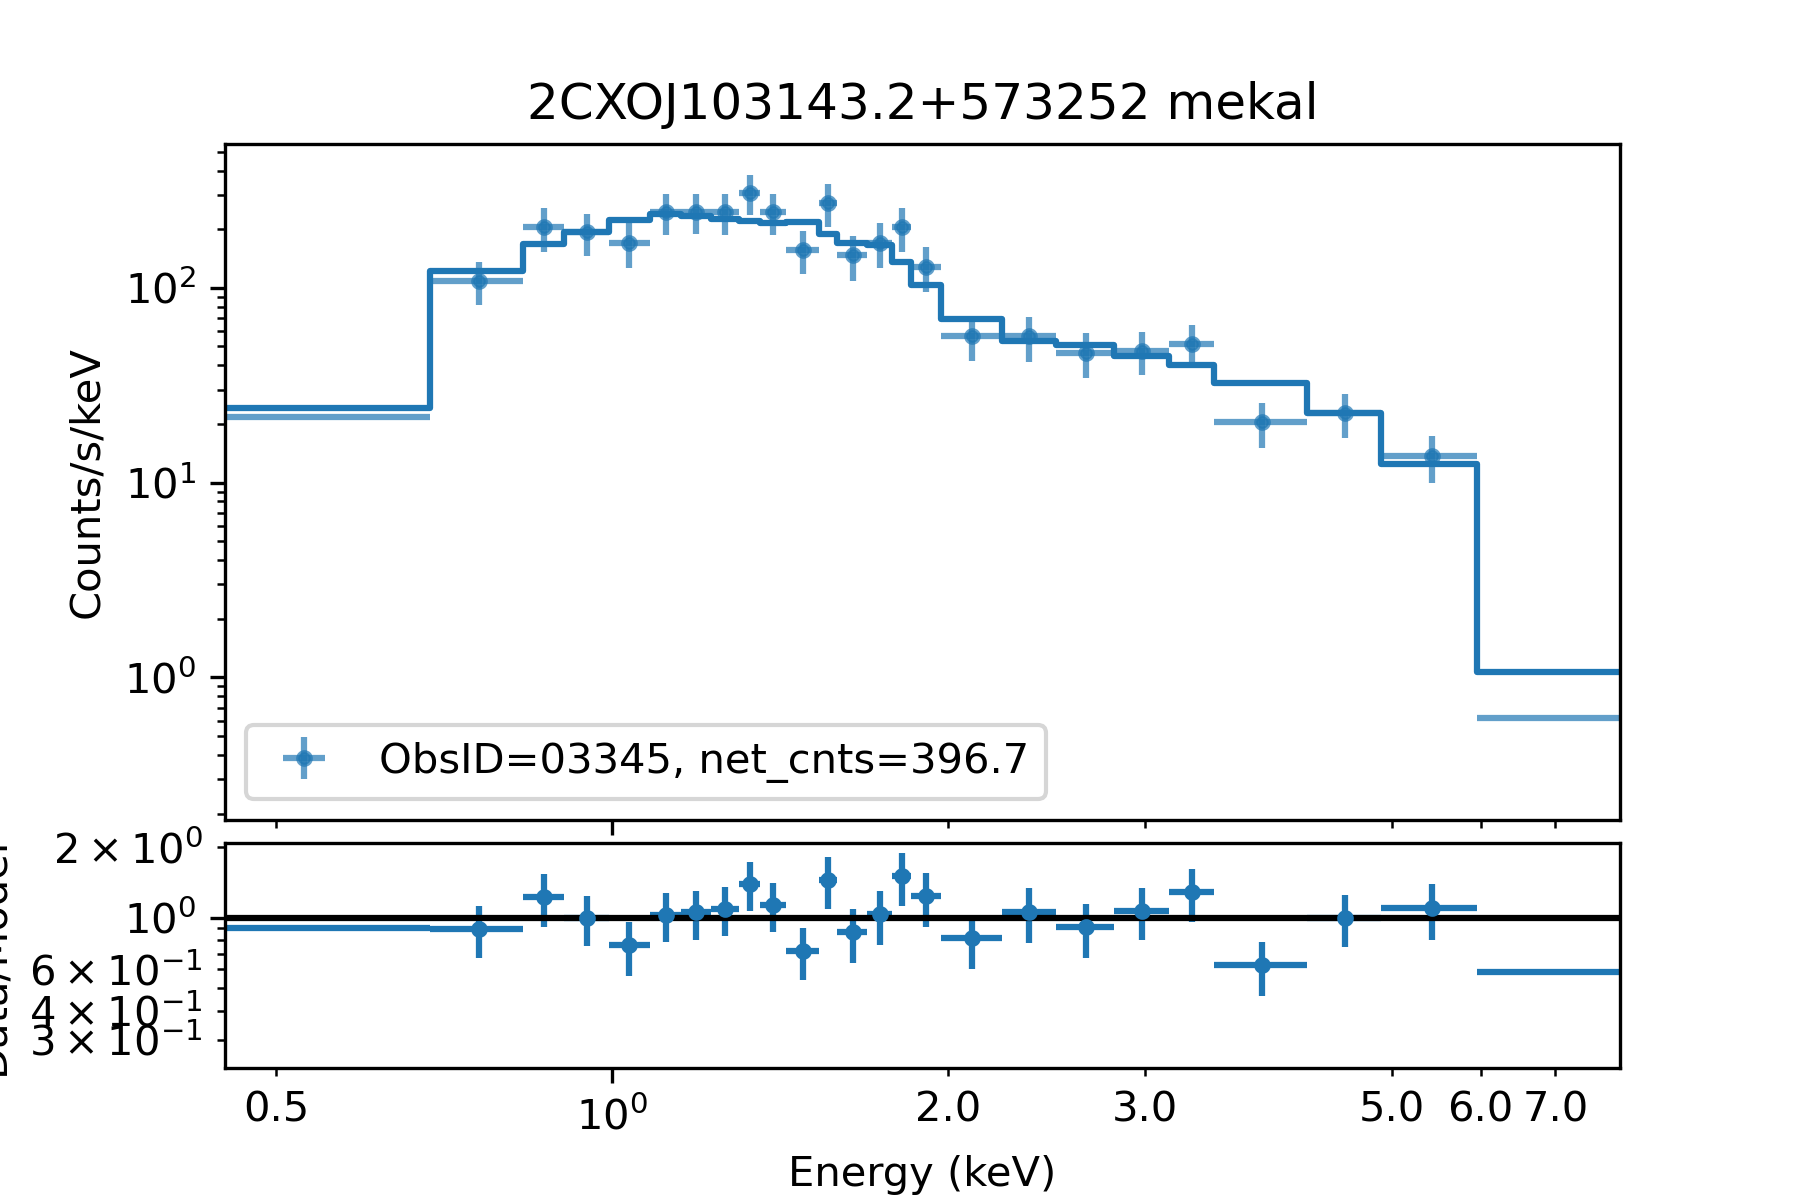 2CXOJ103143.2+573252 mekal
Counts/s/keV
10²
10¹
10⁰
ObsID=03345, net_cnts=396.7
2×10⁰
10⁰
6×10⁻¹
4×10⁻¹
3×10⁻¹
0.5 10⁰ 2.0 3.0 5.0 6.0 7.0
Energy (keV)